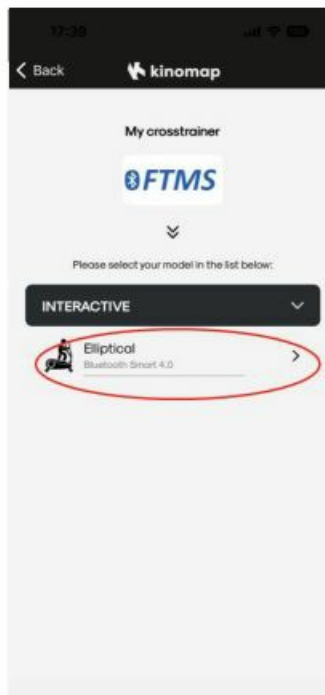 17:39
Back
kinomap
My crosstrainer
FTMS
Please select your model in the list below:
INTERACTIVE
Elliptical
Bluetooth Smart 4.0